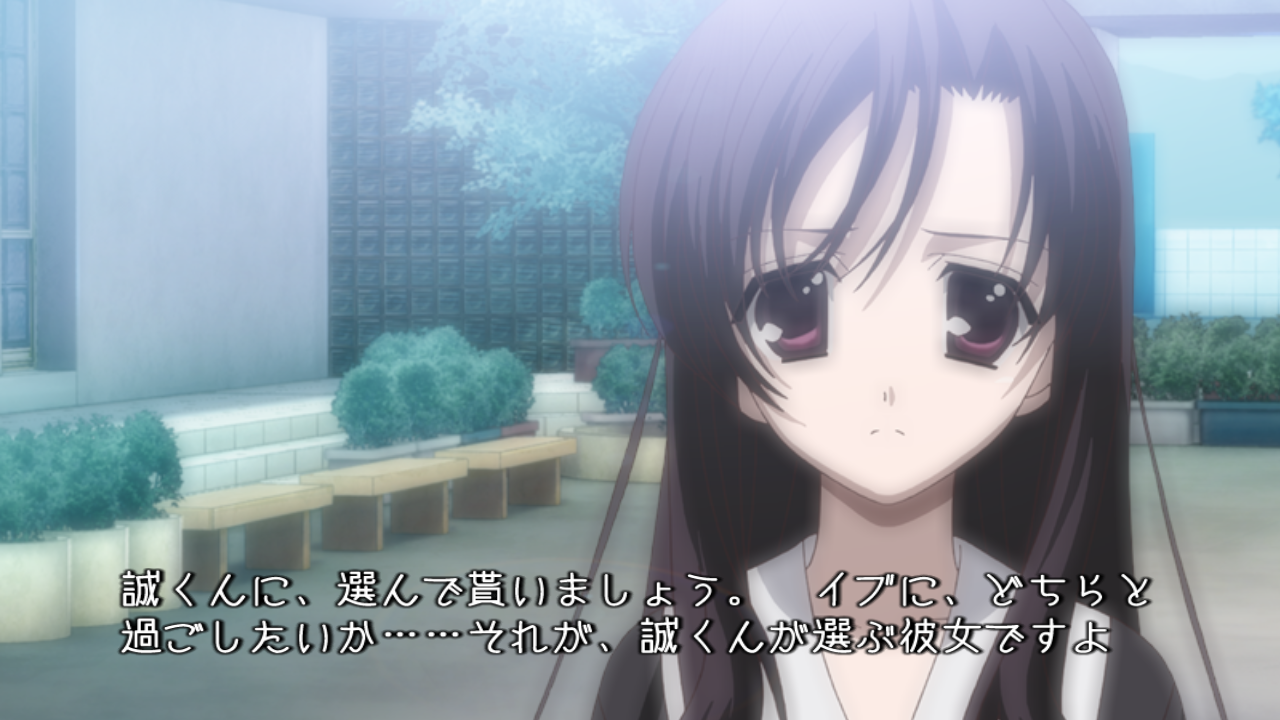 誠くんに、選んで貰いましょう。　イブに、どちらと
過ごしたいか……それが、誠くんが選ぶ彼女ですよ